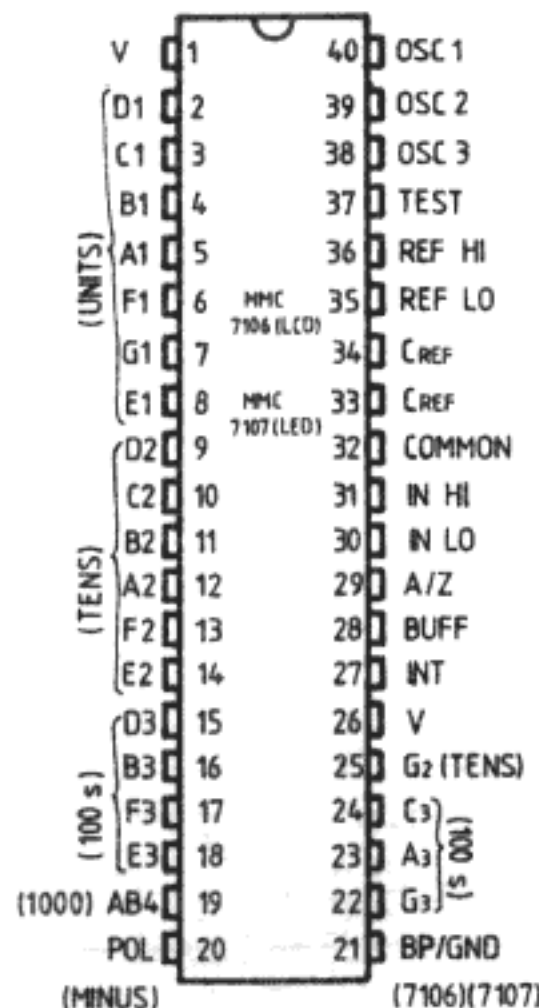 V 1 40 OSC 1
D1 2 39 OSC 2
C1 3 38 OSC 3
B1 4 37 TEST
A1 5 36 REF HI
(UNITS)
F1 6 MMC 35 REF LO
7106(LCD)
G1 7 34 CREF
E1 8 MMC 33 CREF
7107(LED)
D2 9 32 COMMON
C2 10 31 IN HI
B2 11 30 IN LO
(TENS)
A2 12 29 A/Z
F2 13 28 BUFF
E2 14 27 INT
D3 15 26 V
B3 16 25 G2 (TENS)
(100 s)
F3 17 24 C3
E3 18 23 A3
(100 s)
(1000) AB4 19 22 G3
POL 20 21 BP/GND
(MINUS) (7106)(7107)